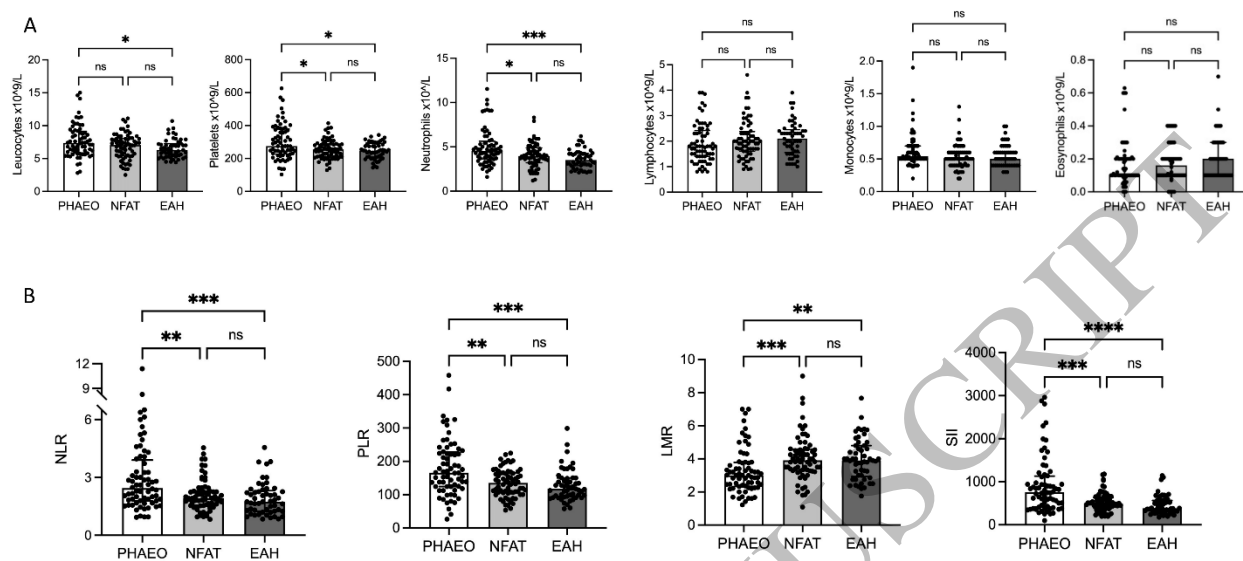 A
Leucocytes x10^9/L
20
15
10
5
0
*
ns
ns
PHAEO NFAT EAH
Platelets x10^9/L
800
600
400
200
0
*
*
ns
PHAEO NFAT EAH
Neutrophils x10^/L
15
10
5
0
***
*
ns
PHAEO NFAT EAH
Lymphocytes x10^9/L
5
4
3
2
1
0
ns
ns
ns
PHAEO NFAT EAH
Monocytes x10^9/L
2.0
1.5
1.0
0.5
0.0
ns
ns
ns
PHAEO NFAT EAH
Eosynophils x10^9/L
0.8
0.6
0.4
0.2
0.0
ns
ns
ns
PHAEO NFAT EAH
B
NLR
12
9
6
3
0
***
**
ns
PHAEO NFAT EAH
PLR
500
400
300
200
100
0
***
**
ns
PHAEO NFAT EAH
LMR
10
8
6
4
2
0
**
***
ns
PHAEO NFAT EAH
SII
4000
3000
2000
1000
500
0
****
***
ns
PHAEO NFAT EAH
USCRIPT